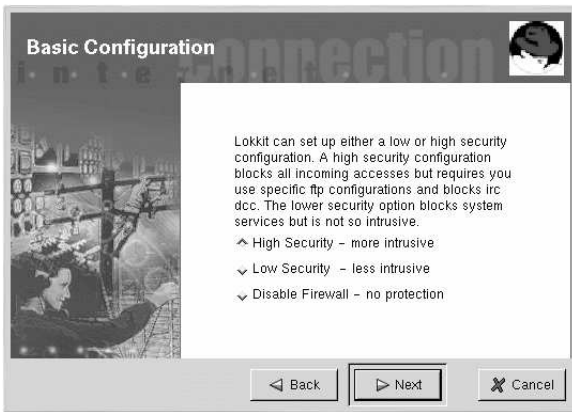 Basic Configuration
connection
internet
Lokkit can set up either a low or high security
configuration. A high security configuration
blocks all incoming accesses but requires you
use specific ftp configurations and blocks irc
dcc. The lower security option blocks system
services but is not so intrusive.
High Security – more intrusive
Low Security – less intrusive
Disable Firewall – no protection
Back
Next
Cancel